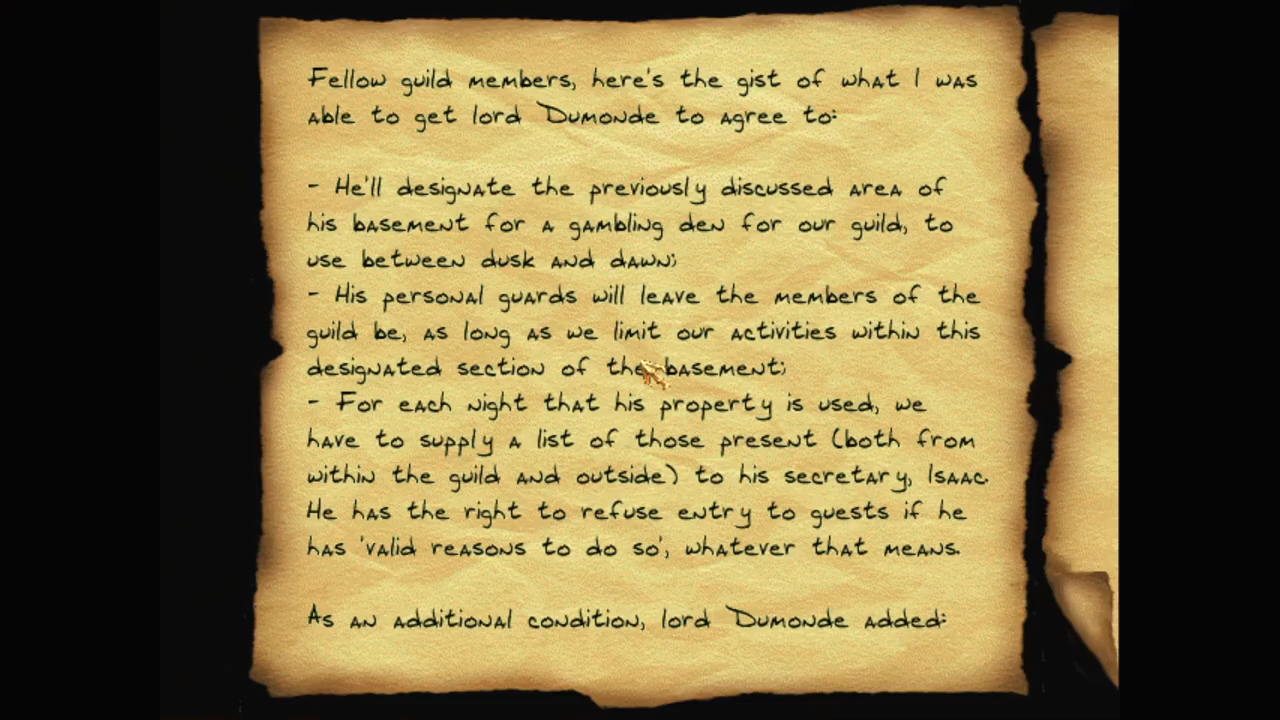 Fellow guild members, here's the gist of what I was
able to get lord Dumonde to agree to:
- He'll designate the previously discussed area of
his basement for a gambling den for our guild, to
use between dusk and dawn;
- His personal guards will leave the members of the
guild be, as long as we limit our activities within this
designated section of the basement;
- For each night that his property is used, we
have to supply a list of those present (both from
within the guild and outside) to his secretary, Isaac.
He has the right to refuse entry to guests if he
has 'valid reasons to do so', whatever that means.
As an additional condition, lord Dumonde added: